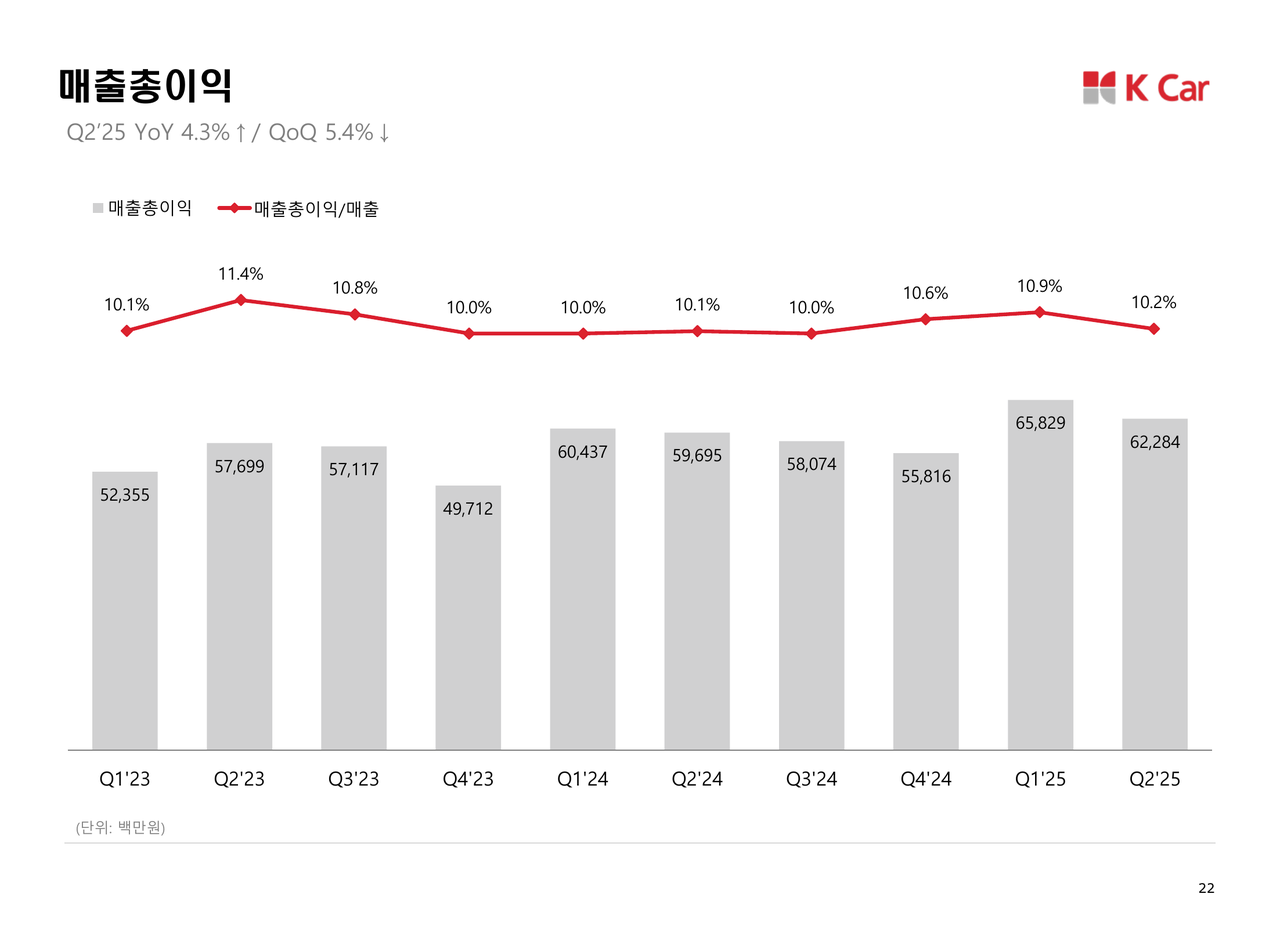 매출총이익
K Car
Q2’25 YoY 4.3%↑/ QoQ 5.4%↓
매출총이익 매출총이익/매출
10.1% 11.4% 10.8% 10.0% 10.0% 10.1% 10.0% 10.6% 10.9% 10.2%
52,355 57,699 57,117 49,712 60,437 59,695 58,074 55,816 65,829 62,284
Q1'23 Q2'23 Q3'23 Q4'23 Q1'24 Q2'24 Q3'24 Q4'24 Q1'25 Q2'25
(단위: 백만원)
22